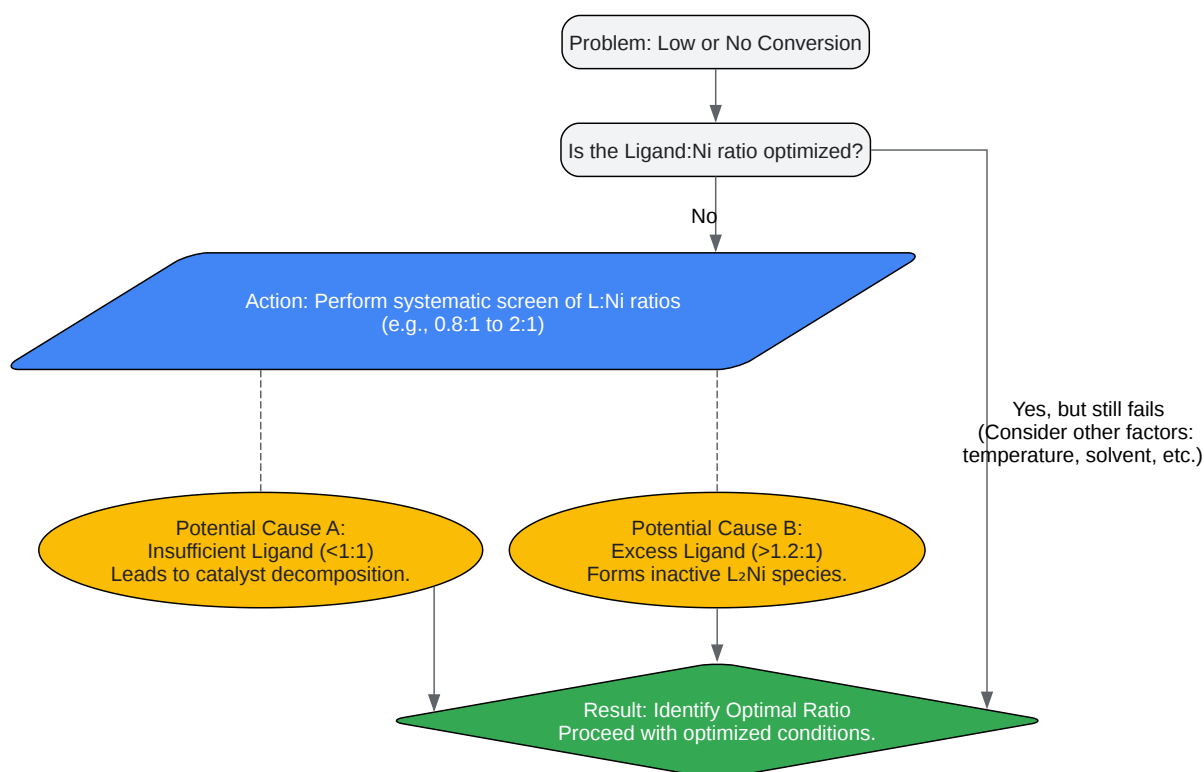 Problem: Low or No Conversion
Is the Ligand:Ni ratio optimized?
No
Action: Perform systematic screen of L:Ni ratios
(e.g., 0.8:1 to 2:1)
Yes, but still fails
(Consider other factors:
temperature, solvent, etc.)
Potential Cause A:
Insufficient Ligand (<1:1)
Leads to catalyst decomposition.
Potential Cause B:
Excess Ligand (>1.2:1)
Forms inactive L₂Ni species.
Result: Identify Optimal Ratio
Proceed with optimized conditions.